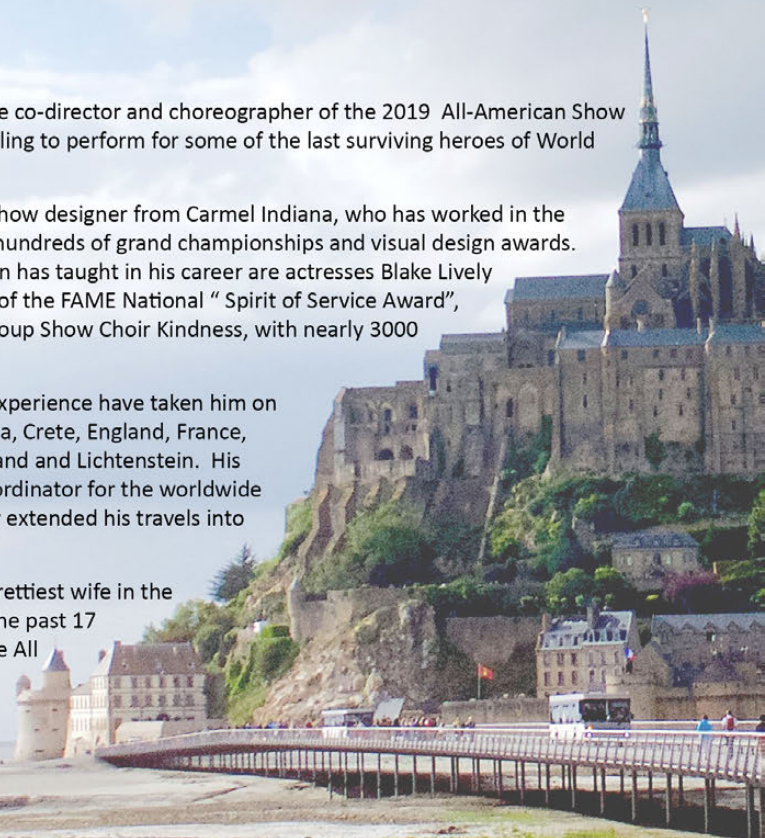 e co-director and choreographer of the 2019  All-American Show
ling to perform for some of the last surviving heroes of World
how designer from Carmel Indiana, who has worked in the
hundreds of grand championships and visual design awards.
n has taught in his career are actresses Blake Lively
of the FAME National “ Spirit of Service Award”,
oup Show Choir Kindness, with nearly 3000
xperience have taken him on
a, Crete, England, France,
and and Lichtenstein.  His
ordinator for the worldwide
r extended his travels into
rettiest wife in the
ne past 17
e All